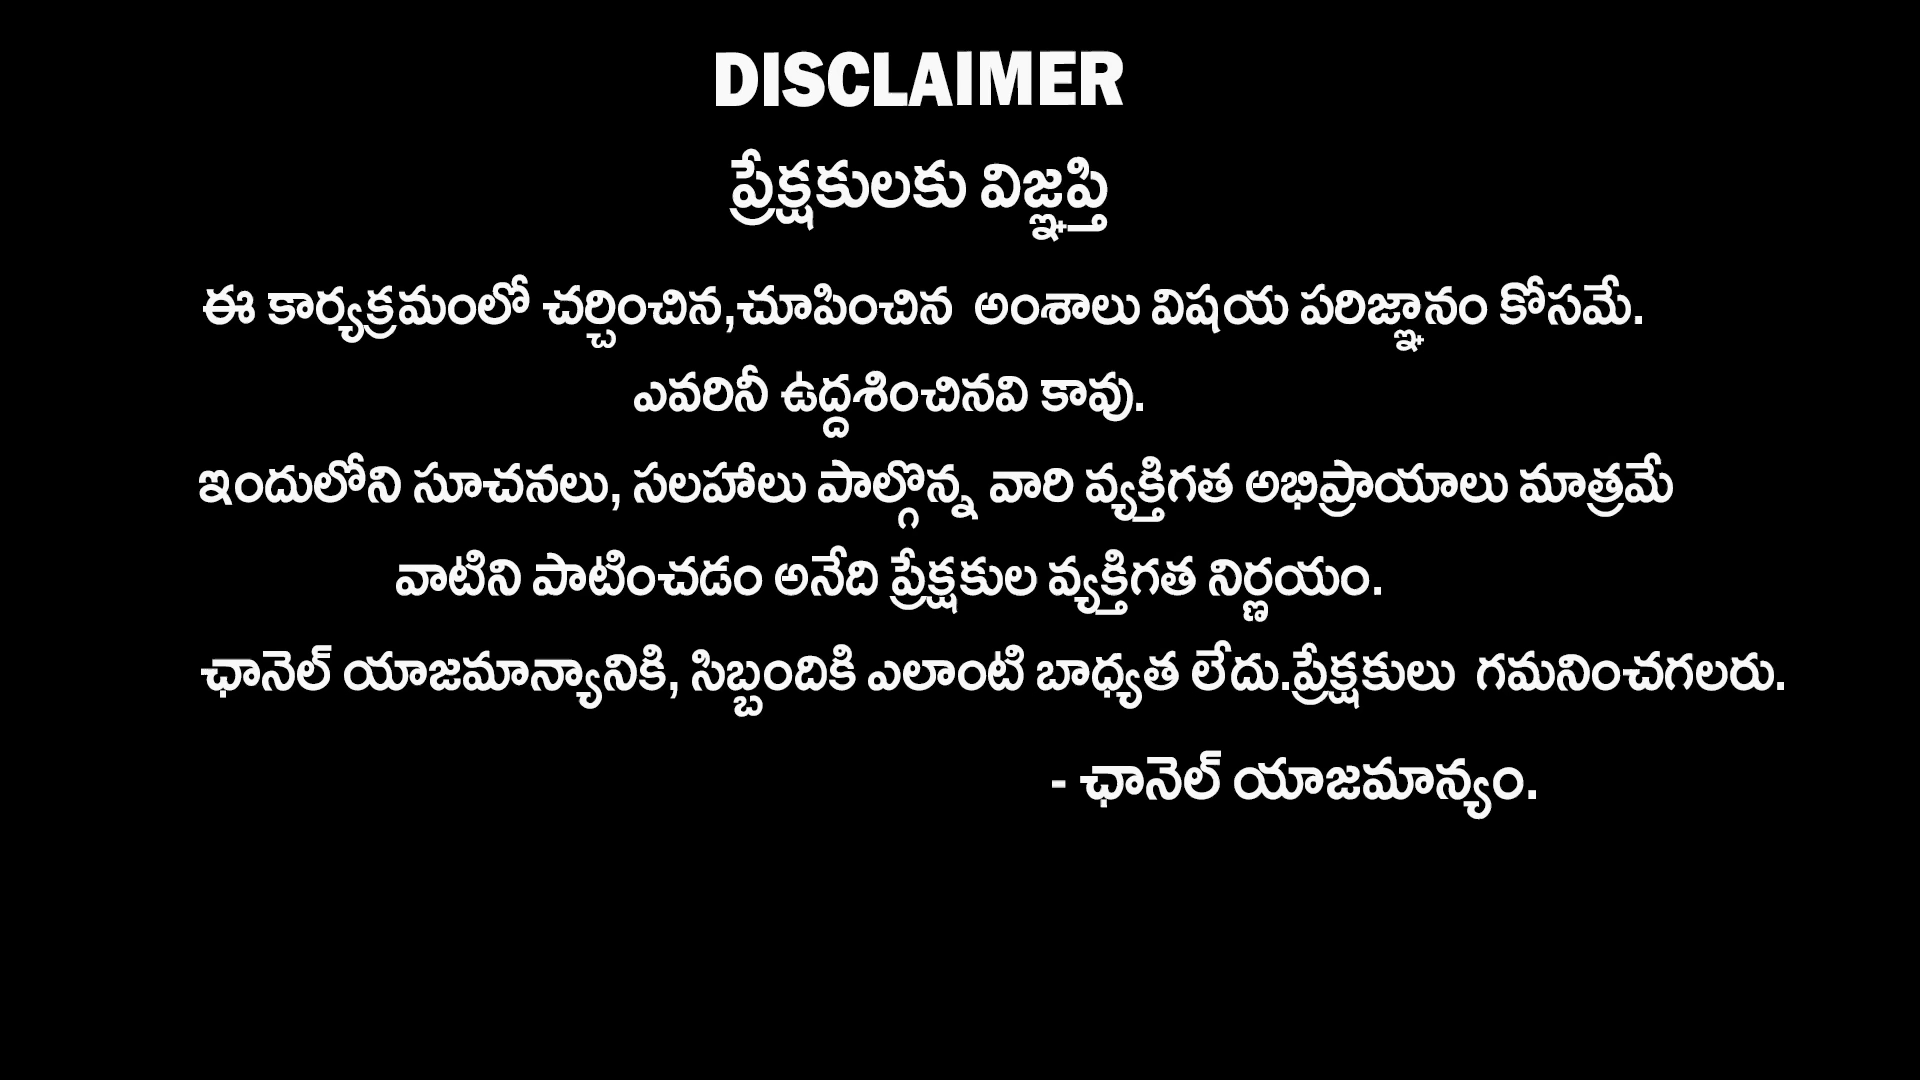 DISCLAIMER
ప్రేక్షకులకు విజ్ఞప్తి
ఈ కార్యక్రమంలో చర్చించిన,చూపించిన అంశాలు విషయ పరిజ్ఞానం కోసమే.
ఎవరినీ ఉద్దశించినవి కావు.
ఇందులోని సూచనలు, సలహాలు పాల్గొన్న వారి వ్యక్తిగత అభిప్రాయాలు మాత్రమే
వాటిని పాటించడం అనేది ప్రేక్షకుల వ్యక్తిగత నిర్ణయం.
ఛానెల్ యాజమాన్యానికి, సిబ్బందికి ఎలాంటి బాధ్యత లేదు.ప్రేక్షకులు గమనించగలరు.
- ఛానెల్ యాజమాన్యం.